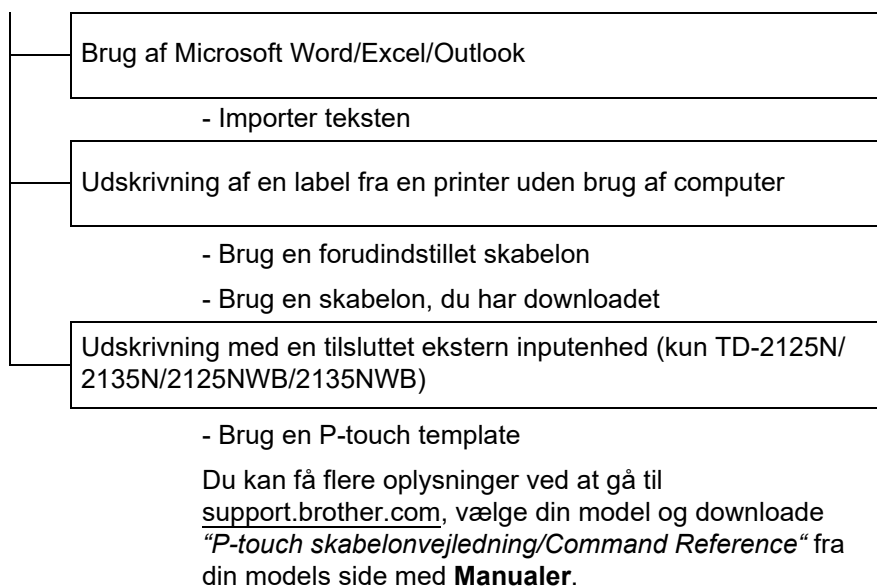 Brug af Microsoft Word/Excel/Outlook
- Importer teksten
Udskrivning af en label fra en printer uden brug af computer
- Brug en forudindstillet skabelon
- Brug en skabelon, du har downloadet
Udskrivning med en tilsluttet ekstern inputenhed (kun TD-2125N/
2135N/2125NWB/2135NWB)
- Brug en P-touch template
Du kan få flere oplysninger ved at gå til
support.brother.com, vælge din model og downloade
“P-touch skabelonvejledning/Command Reference“ fra
din models side med Manualer.